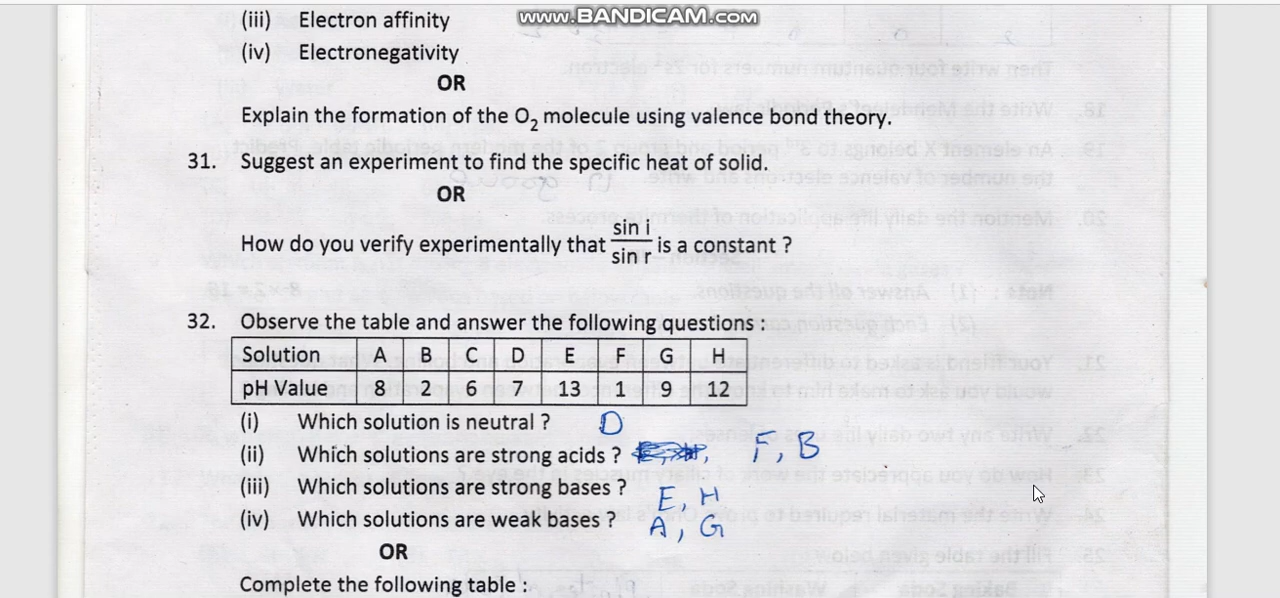 www.BANDICAM.com
(iii) Electron affinity
(iv) Electronegativity
OR
Explain the formation of the O₂ molecule using valence bond theory.
31. Suggest an experiment to find the specific heat of solid.
OR
How do you verify experimentally that sin i / sin r is a constant ?
32. Observe the table and answer the following questions :
Solution A B C D E F G H
pH Value 8 2 6 7 13 1 9 12
(i) Which solution is neutral ? D
(ii) Which solutions are strong acids ? F, B
(iii) Which solutions are strong bases ? E, H
(iv) Which solutions are weak bases ? A, G
OR
Complete the following table :